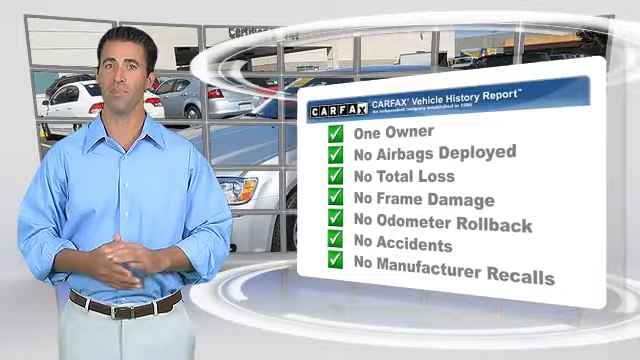 CARFAX CARFAX® Vehicle History Report™
An independent company established in 1986
One Owner
No Airbags Deployed
No Total Loss
No Frame Damage
No Odometer Rollback
No Accidents
No Manufacturer Recalls